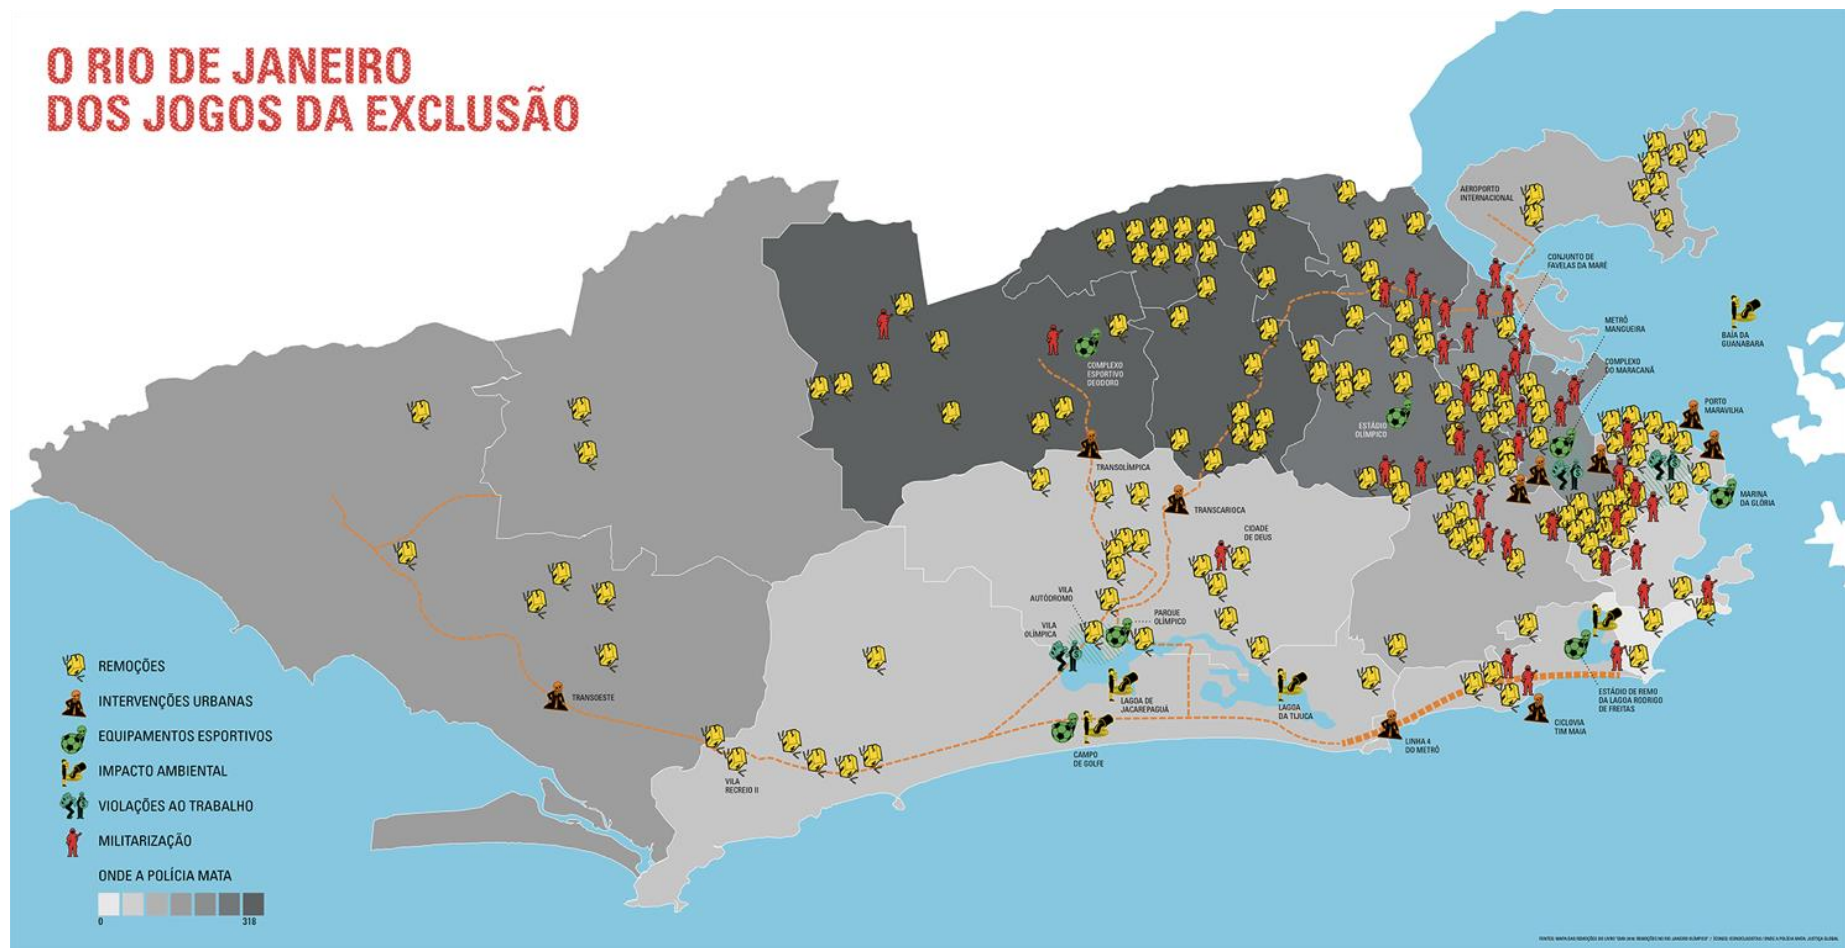 O RIO DE JANEIRO
DOS JOGOS DA EXCLUSÃO
AEROPORTO
INTERNACIONAL
CONJUNTO DE
FAVELAS DA MARÉ
METRÔ
MANGUEIRA
BAÍA DA
GUANABARA
COMPLEXO
DO MARACANÃ
COMPLEXO
ESPORTIVO
DEODORO
PORTO
MARAVILHA
ESTÁDIO
OLÍMPICO
TRANSOLÍMPICA
MARINA
DA GLÓRIA
TRANSCARIOCA
CIDADE
DE DEUS
VILA
AUTÓDROMO
PARQUE
OLÍMPICO
VILA
OLÍMPICA
REMOÇÕES
INTERVENÇÕES URBANAS
EQUIPAMENTOS ESPORTIVOS
IMPACTO AMBIENTAL
VIOLAÇÕES AO TRABALHO
MILITARIZAÇÃO
ONDE A POLÍCIA MATA
0
318
TRANSOESTE
LAGOA DE
JACAREPAGUÁ
LAGOA
DA TIJUCA
ESTÁDIO DE REMO
DA LAGOA RODRIGO
DE FREITAS
CICLOVIA
TIM MAIA
LINHA 4
DO METRÔ
CAMPO
DE GOLFE
VILA
RECREIO II